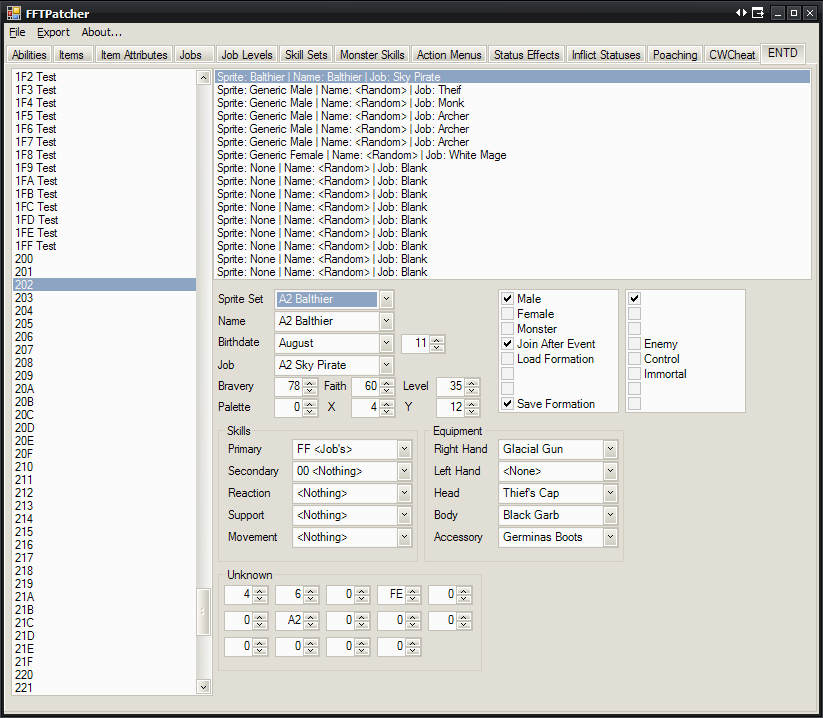 FFTPatcher
File Export About...
Abilities Items Item Attributes Jobs Job Levels Skill Sets Monster Skills Action Menus Status Effects Inflict Statuses Poaching CWCheat ENTD
1F2 Test
1F3 Test
1F4 Test
1F5 Test
1F6 Test
1F7 Test
1F8 Test
1F9 Test
1FA Test
1FB Test
1FC Test
1FD Test
1FE Test
1FF Test
200
201
202
203
204
205
206
207
208
209
20A
20B
20C
20D
20E
20F
210
211
212
213
214
215
216
217
218
219
21A
21B
21C
21D
21E
21F
220
221
Sprite: Balthier | Name: Balthier | Job: Sky Pirate
Sprite: Generic Male | Name: <Random> | Job: Theif
Sprite: Generic Male | Name: <Random> | Job: Monk
Sprite: Generic Male | Name: <Random> | Job: Archer
Sprite: Generic Male | Name: <Random> | Job: Archer
Sprite: Generic Male | Name: <Random> | Job: Archer
Sprite: Generic Female | Name: <Random> | Job: White Mage
Sprite: None | Name: <Random> | Job: Blank
Sprite: None | Name: <Random> | Job: Blank
Sprite: None | Name: <Random> | Job: Blank
Sprite: None | Name: <Random> | Job: Blank
Sprite: None | Name: <Random> | Job: Blank
Sprite: None | Name: <Random> | Job: Blank
Sprite: None | Name: <Random> | Job: Blank
Sprite: None | Name: <Random> | Job: Blank
Sprite: None | Name: <Random> | Job: Blank
Sprite Set A2 Balthier
Name A2 Balthier
Birthdate August 11
Job A2 Sky Pirate
Bravery 78 Faith 60 Level 35
Palette 0 X 4 Y 12
Male
Female
Monster
Join After Event
Load Formation
Save Formation
Enemy
Control
Immortal
Skills
Primary FF <Job's>
Secondary 00 <Nothing>
Reaction <Nothing>
Support <Nothing>
Movement <Nothing>
Equipment
Right Hand Glacial Gun
Left Hand <None>
Head Thief's Cap
Body Black Garb
Accessory Germinas Boots
Unknown
4 6 0 FE 0
0 A2 0 0 0
0 0 0 0